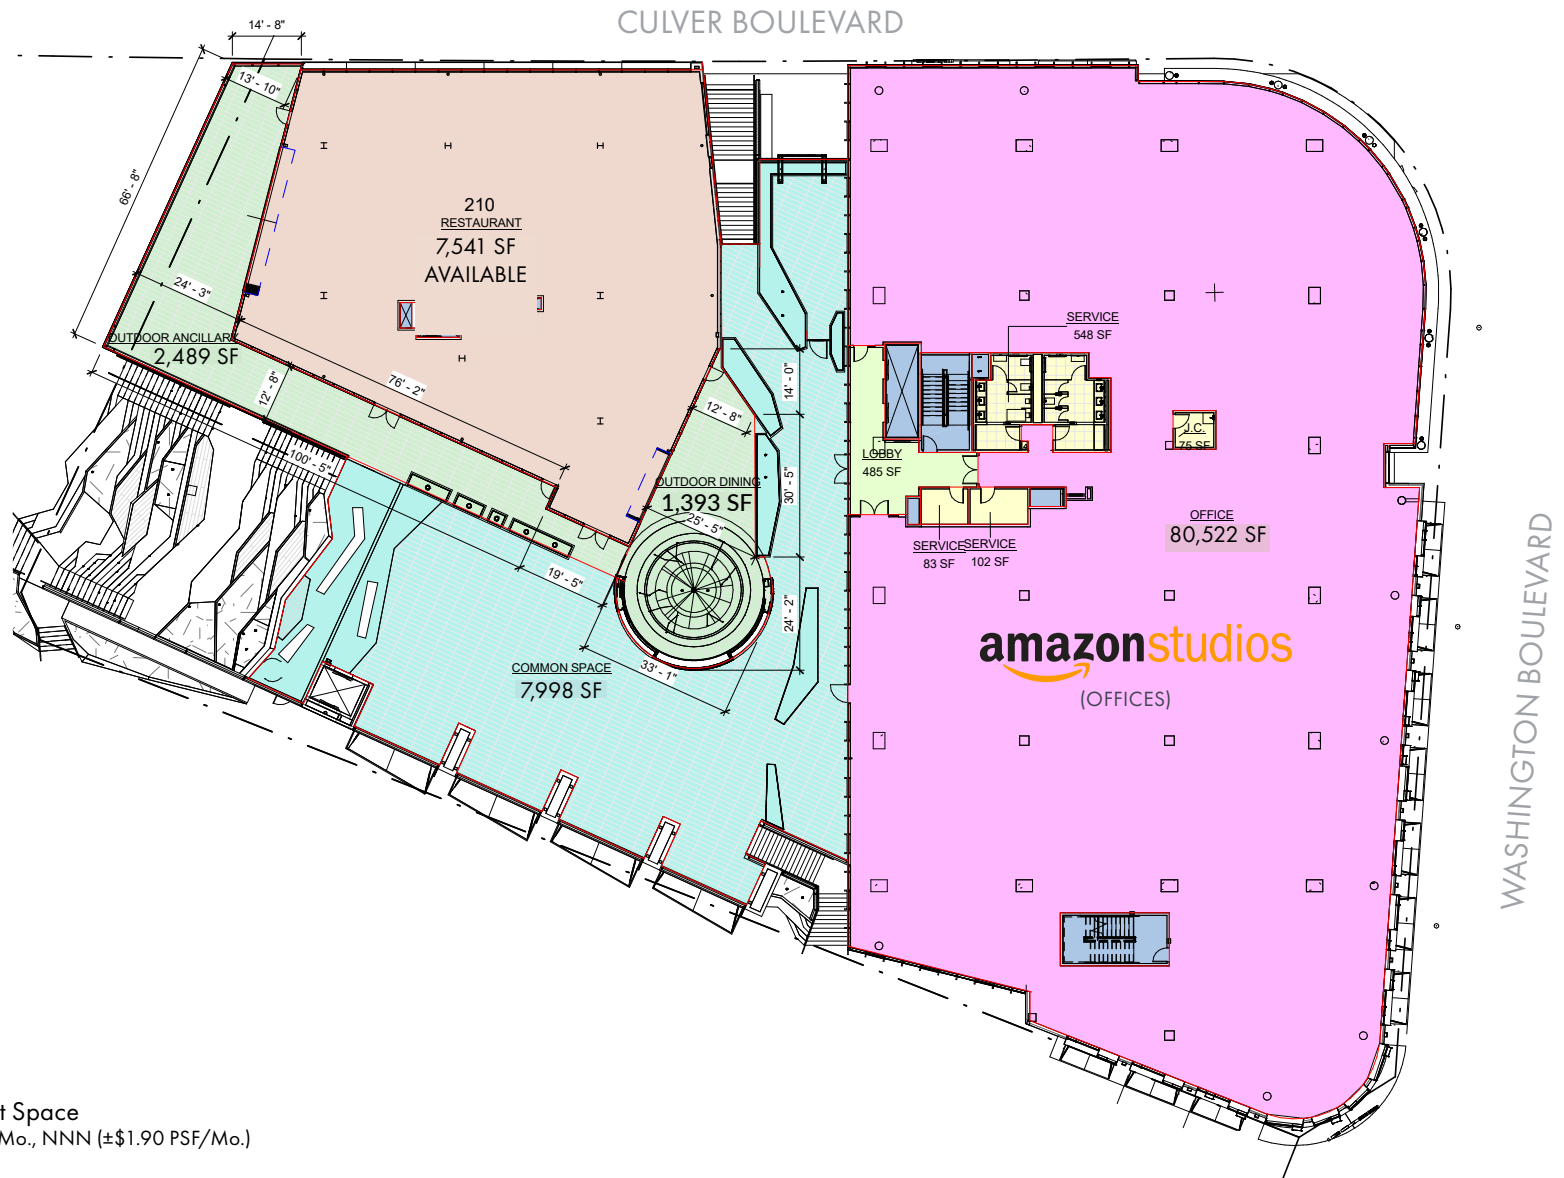 CULVER BOULEVARD
14' - 8"
13' - 10"
66' - 8"
210
RESTAURANT
7,541 SF
AVAILABLE
24' - 3"
OUTDOOR ANCILLARY
2,489 SF
SERVICE
548 SF
12' - 8"
76' - 2"
14' - 0"
12' - 8"
J.C.
75 SF
100' - 5"
LOBBY
485 SF
OUTDOOR DINING
1,393 SF
30' - 5"
25' - 5"
OFFICE
80,522 SF
SERVICE
83 SF
SERVICE
102 SF
19' - 5"
24' - 2"
33' - 1"
COMMON SPACE
7,998 SF
amazonstudios
(OFFICES)
WASHINGTON BOULEVARD
t Space
Mo., NNN (±$1.90 PSF/Mo.)